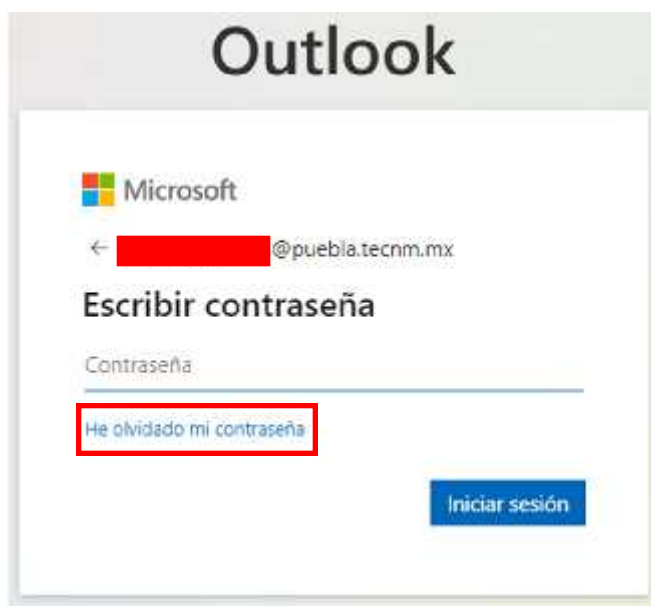 Outlook
Microsoft
← @puebla.tecnm.mx
Escribir contraseña
Contraseña
He olvidado mi contraseña
Iniciar sesión